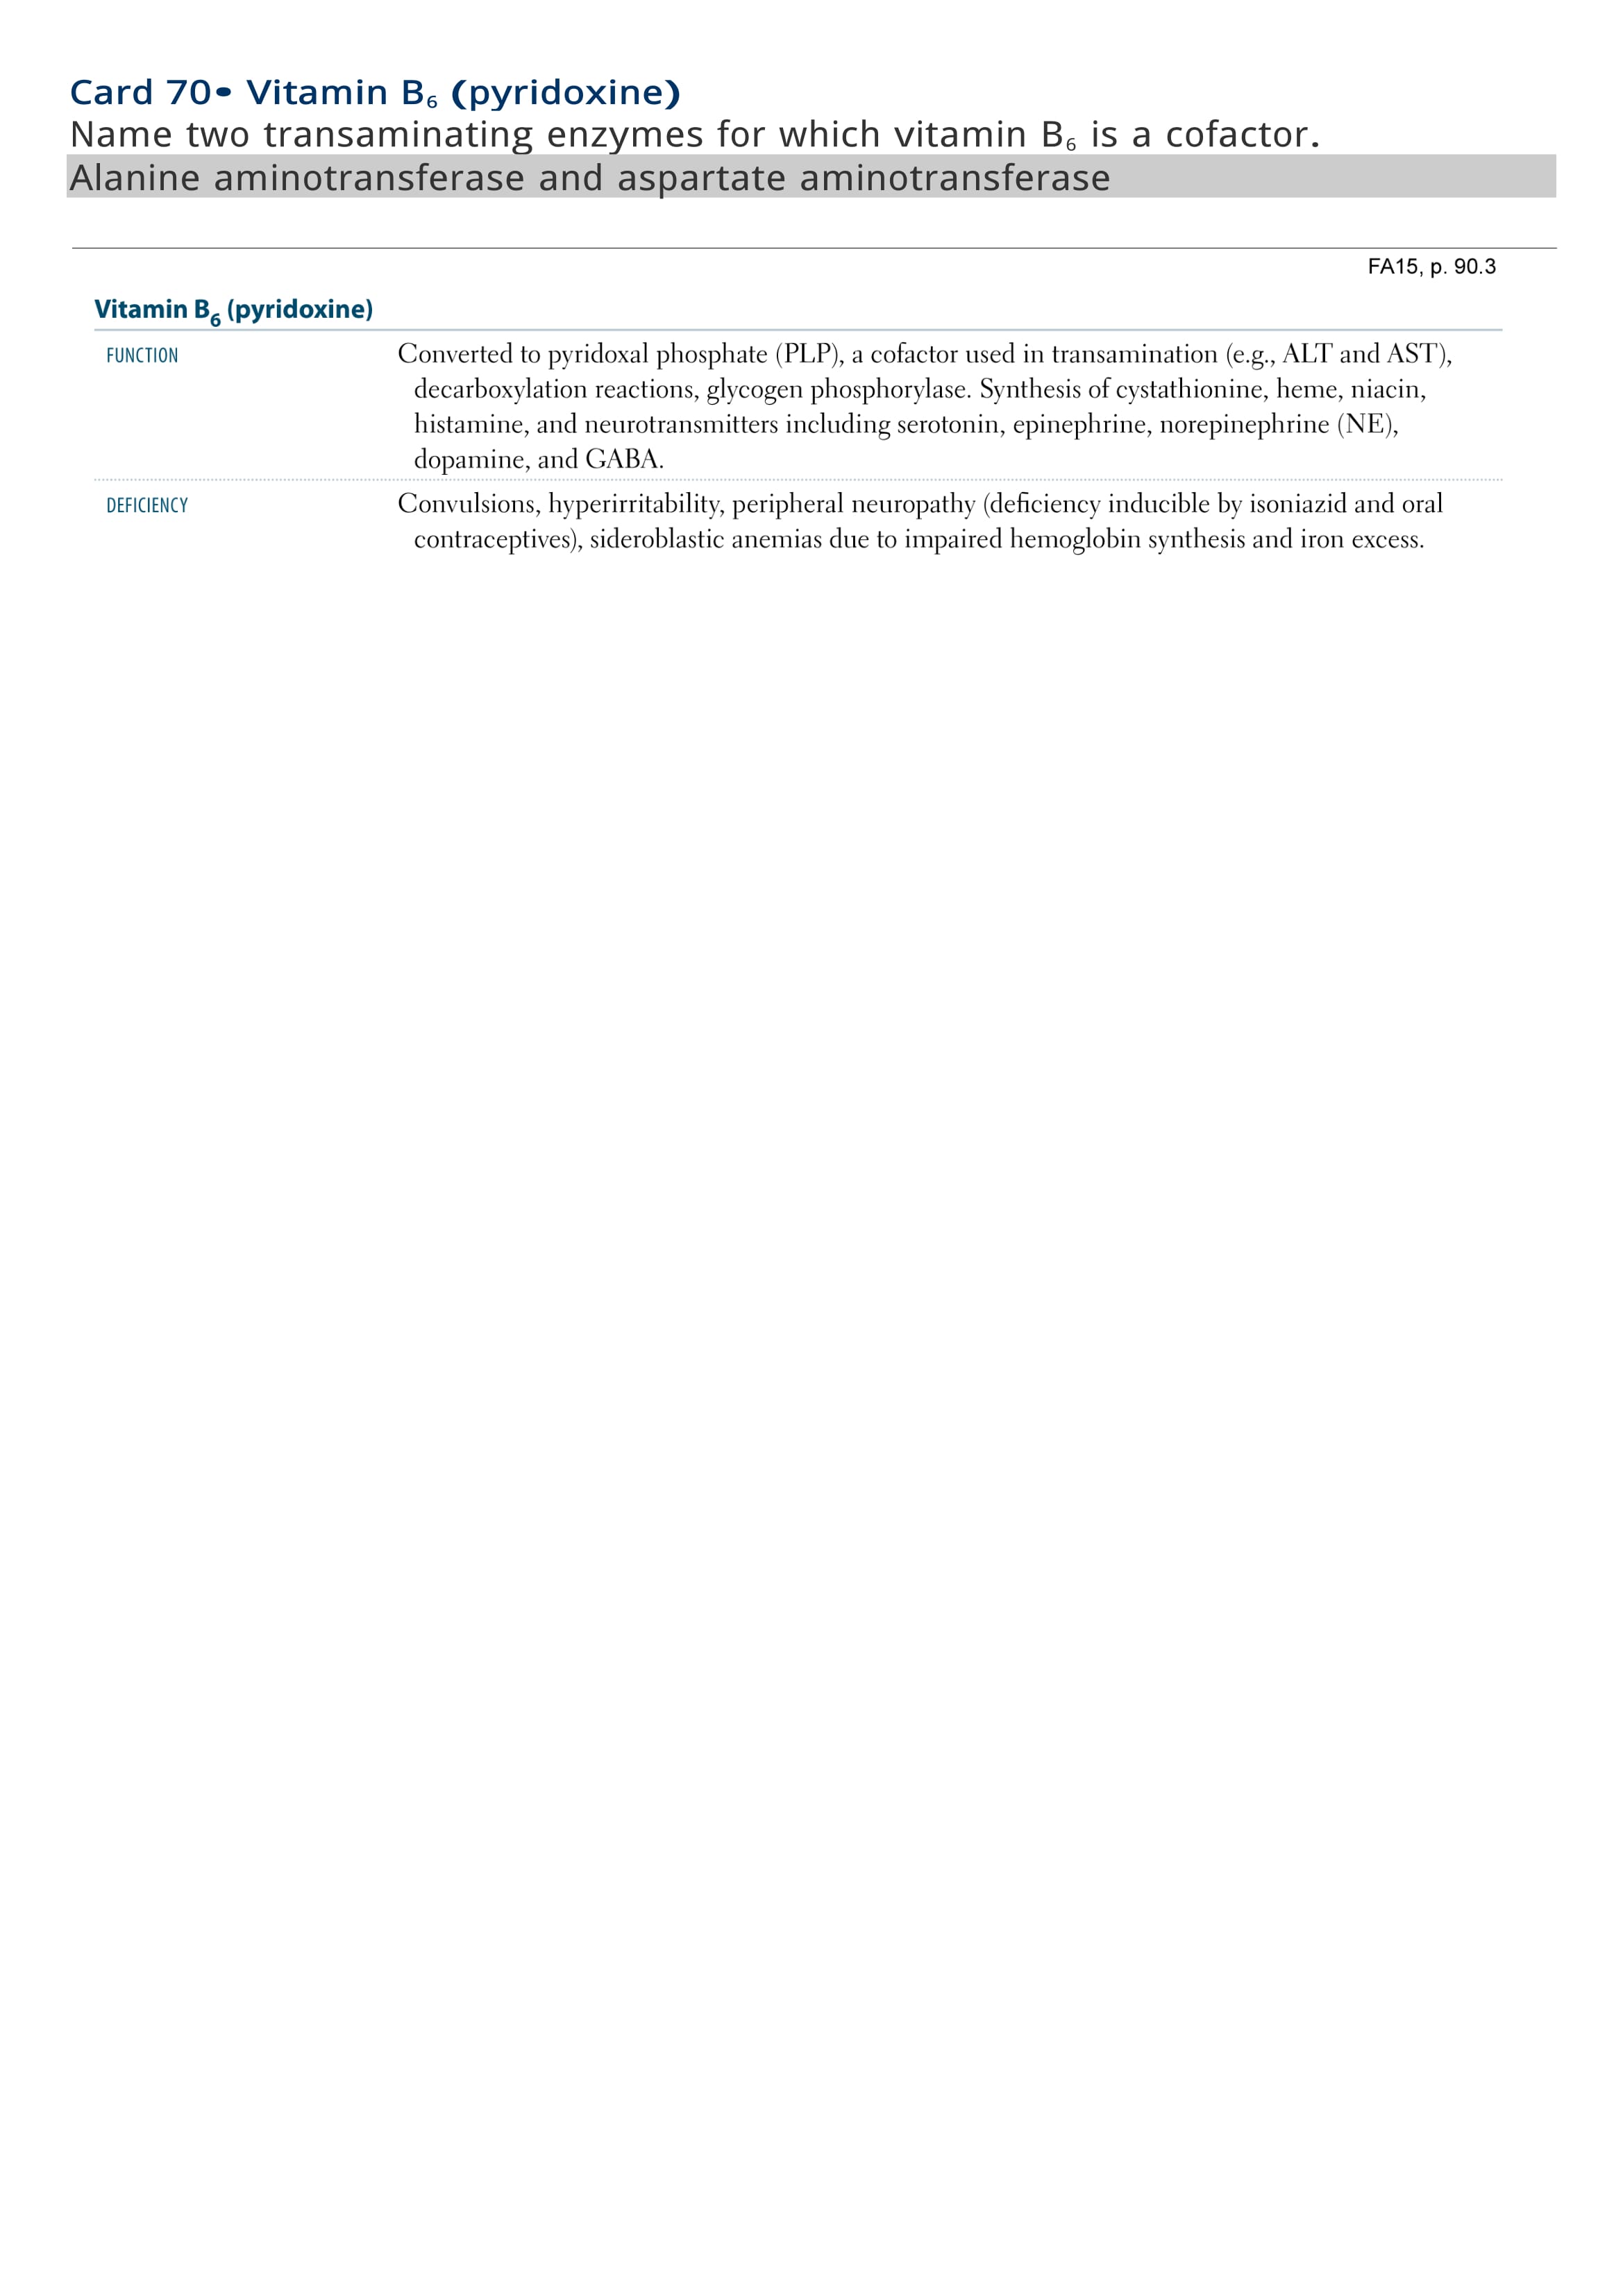 Card 70• Vitamin B₆ (pyridoxine)
Name two transaminating enzymes for which vitamin B₆ is a cofactor.
Alanine aminotransferase and aspartate aminotransferase
FA15, p. 90.3
Vitamin B₆ (pyridoxine)
FUNCTION
Converted to pyridoxal phosphate (PLP), a cofactor used in transamination (e.g., ALT and AST),
decarboxylation reactions, glycogen phosphorylase. Synthesis of cystathionine, heme, niacin,
histamine, and neurotransmitters including serotonin, epinephrine, norepinephrine (NE),
dopamine, and GABA.
DEFICIENCY
Convulsions, hyperirritability, peripheral neuropathy (deficiency inducible by isoniazid and oral
contraceptives), sideroblastic anemias due to impaired hemoglobin synthesis and iron excess.